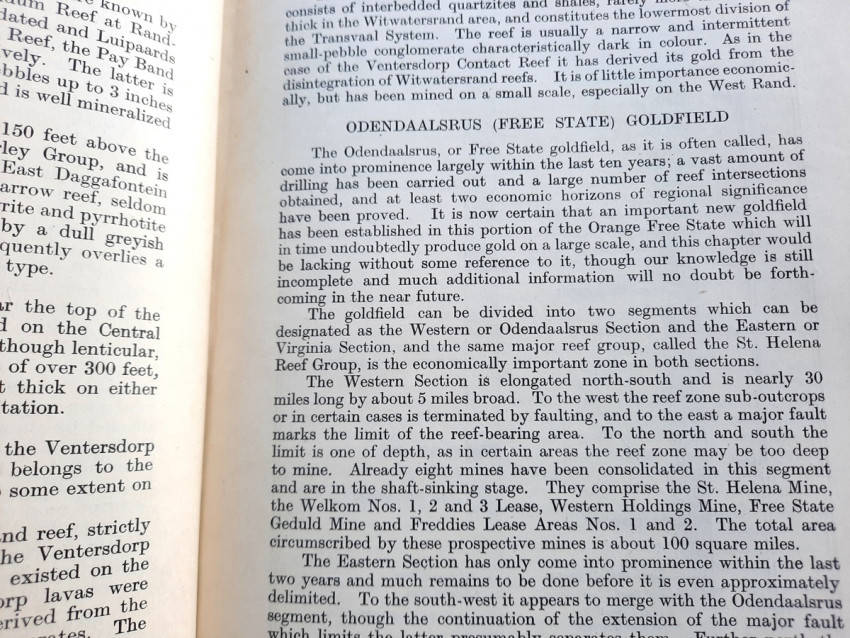 known by
Reef at Rand.
dated and Luipaards
Reef, the Pay Band
vely. The latter is
bbles up to 3 inches
d is well mineralized
150 feet above the
ley Group, and is
East Daggafontein
arrow reef, seldom
rite and pyrrhotite
by a dull greyish
quently overlies a
type.
ar the top of the
d on the Central
though lenticular,
of over 300 feet,
t thick on either
tation.
the Ventersdorp
belongs to the
some extent on
nd reef, strictly
he Ventersdorp
existed on the
orp lavas were
erived from the
The
consists of interbedded quartzites and shales, rarely
thick in the Witwatersrand area, and constitutes the lowermost division of
the Transvaal System. The reef is usually a narrow and intermittent
small-pebble conglomerate characteristically dark in colour. As in the
case of the Ventersdorp Contact Reef it has derived its gold from the
disintegration of Witwatersrand reefs. It is of little importance economic-
ally, but has been mined on a small scale, especially on the West Rand.
ODENDAALSRUS (FREE STATE) GOLDFIELD
The Odendaalsrus, or Free State goldfield, as it is often called, has
come into prominence largely within the last ten years; a vast amount of
drilling has been carried out and a large number of reef intersections
obtained, and at least two economic horizons of regional significance
have been proved. It is now certain that an important new goldfield
has been established in this portion of the Orange Free State which will
in time undoubtedly produce gold on a large scale, and this chapter would
be lacking without some reference to it, though our knowledge is still
incomplete and much additional information will no doubt be forth-
coming in the near future.
The goldfield can be divided into two segments which can be
designated as the Western or Odendaalsrus Section and the Eastern or
Virginia Section, and the same major reef group, called the St. Helena
Reef Group, is the economically important zone in both sections.
The Western Section is elongated north-south and is nearly 30
miles long by about 5 miles broad. To the west the reef zone sub-outcrops
or in certain cases is terminated by faulting, and to the east a major fault
marks the limit of the reef-bearing area. To the north and south the
limit is one of depth, as in certain areas the reef zone may be too deep
to mine. Already eight mines have been consolidated in this segment
and are in the shaft-sinking stage. They comprise the St. Helena Mine,
the Welkom Nos. 1, 2 and 3 Lease, Western Holdings Mine, Free State
Geduld Mine and Freddies Lease Areas Nos. 1 and 2. The total area
circumscribed by these prospective mines is about 100 square miles.
The Eastern Section has only come into prominence within the last
two years and much remains to be done before it is even approximately
delimited. To the south-west it appears to merge with the Odendaalsrus
segment, though the continuation of the extension of the major fault
which limits the latter presumably separates them.